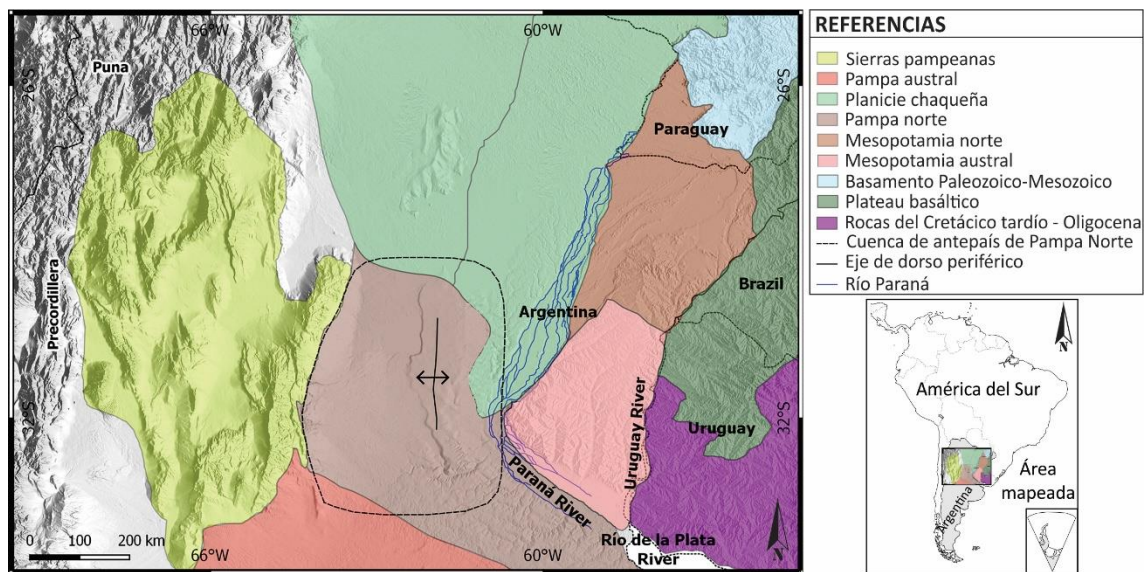 66°W
60°W
Puna
26°S
26°S
Paraguay
Precordillera
Brazil
Argentina
32°S
32°S
Uruguay River
Uruguay
Paraná River
Río de la Plata
River
N
0 100 200 km
66°W
60°W
REFERENCIAS
Sierras pampeanas
Pampa austral
Planicie chaqueña
Pampa norte
Mesopotamia norte
Mesopotamia austral
Basamento Paleozoico-Mesozoico
Plateau basáltico
Rocas del Cretácico tardío - Oligocena
Cuenca de antepaís de Pampa Norte
Eje de dorso periférico
Río Paraná
N
América del Sur
Área
mapeada
Argentina